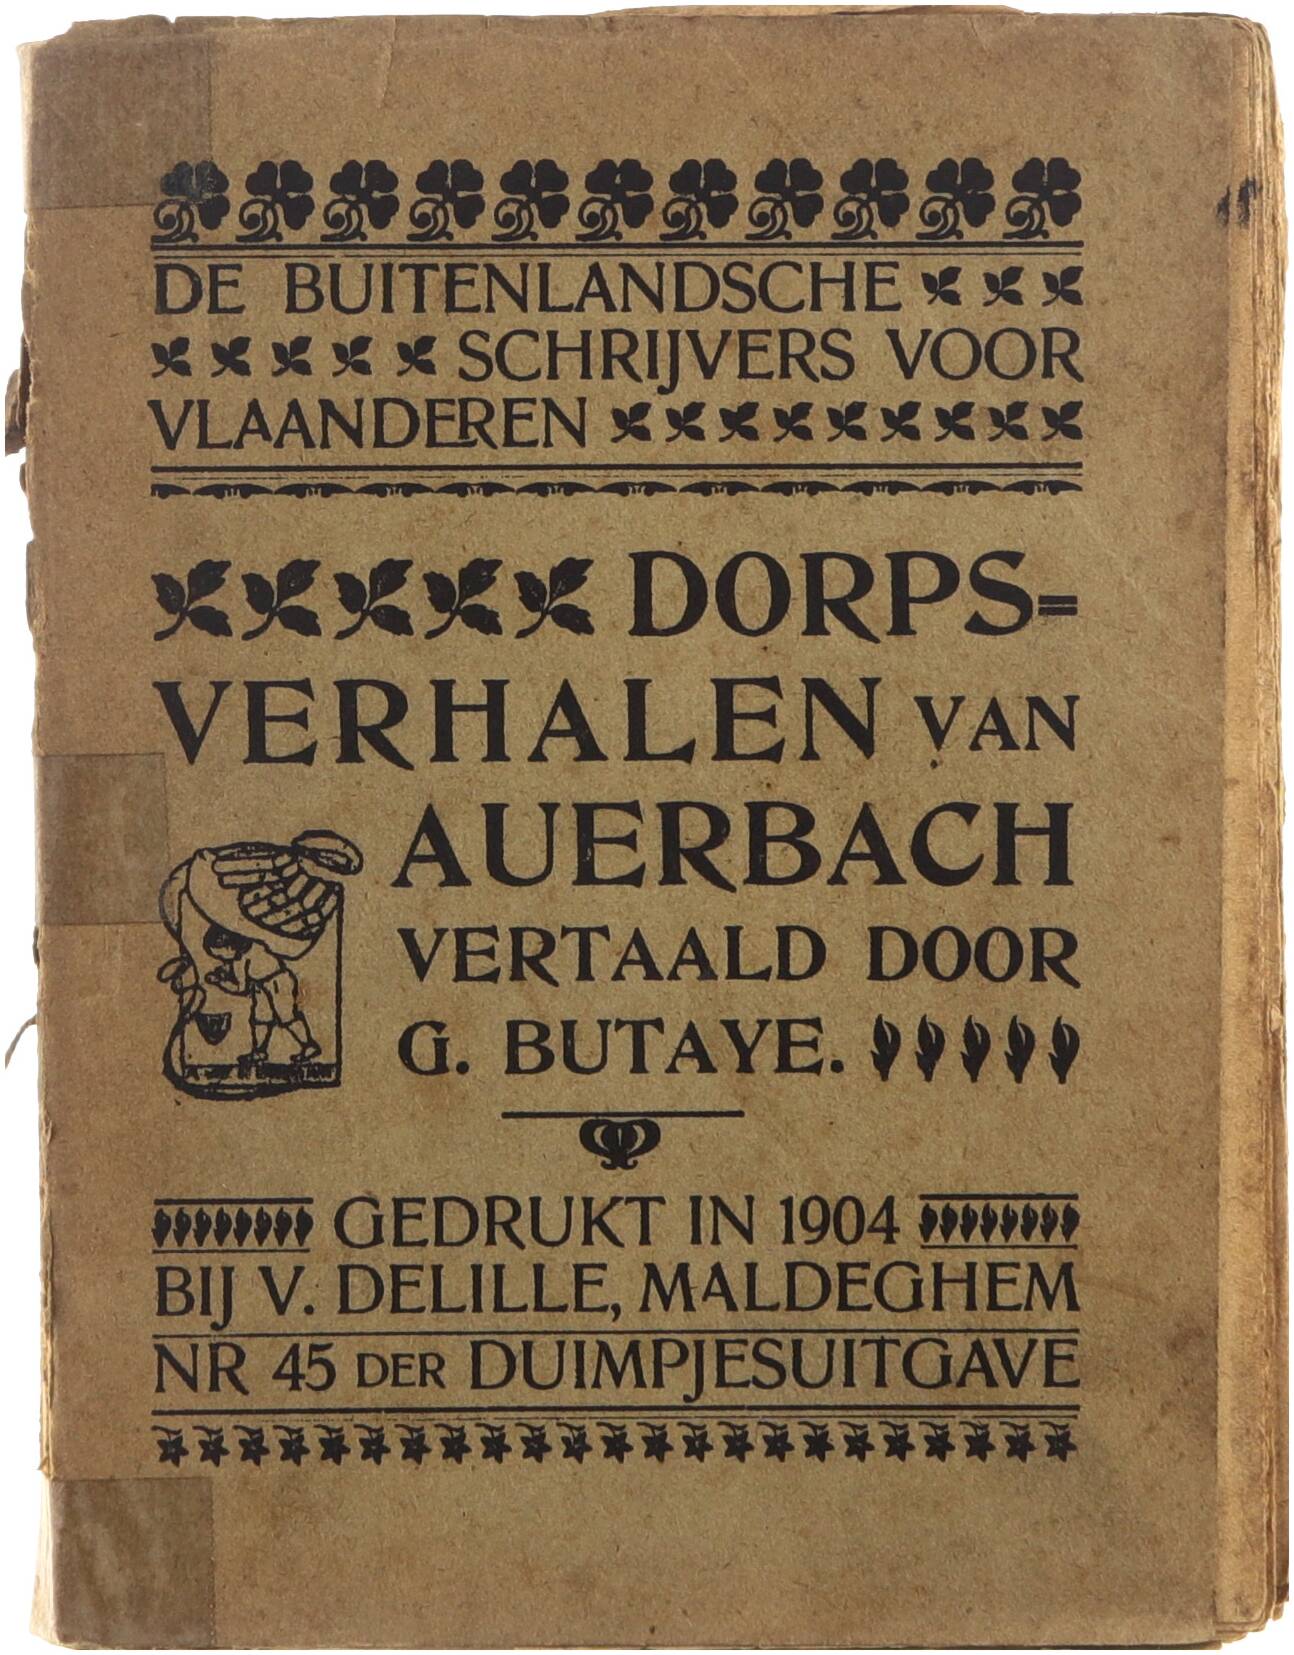 DE BUITENLANDSCHE
SCHRIJVERS VOOR
VLAANDEREN
DORPS=
VERHALEN VAN
AUERBACH
VERTAALD DOOR
G. BUTAYE.
GEDRUKT IN 1904
BIJ V. DELILLE, MALDEGHEM
NR 45 DER DUIMPJESUITGAVE